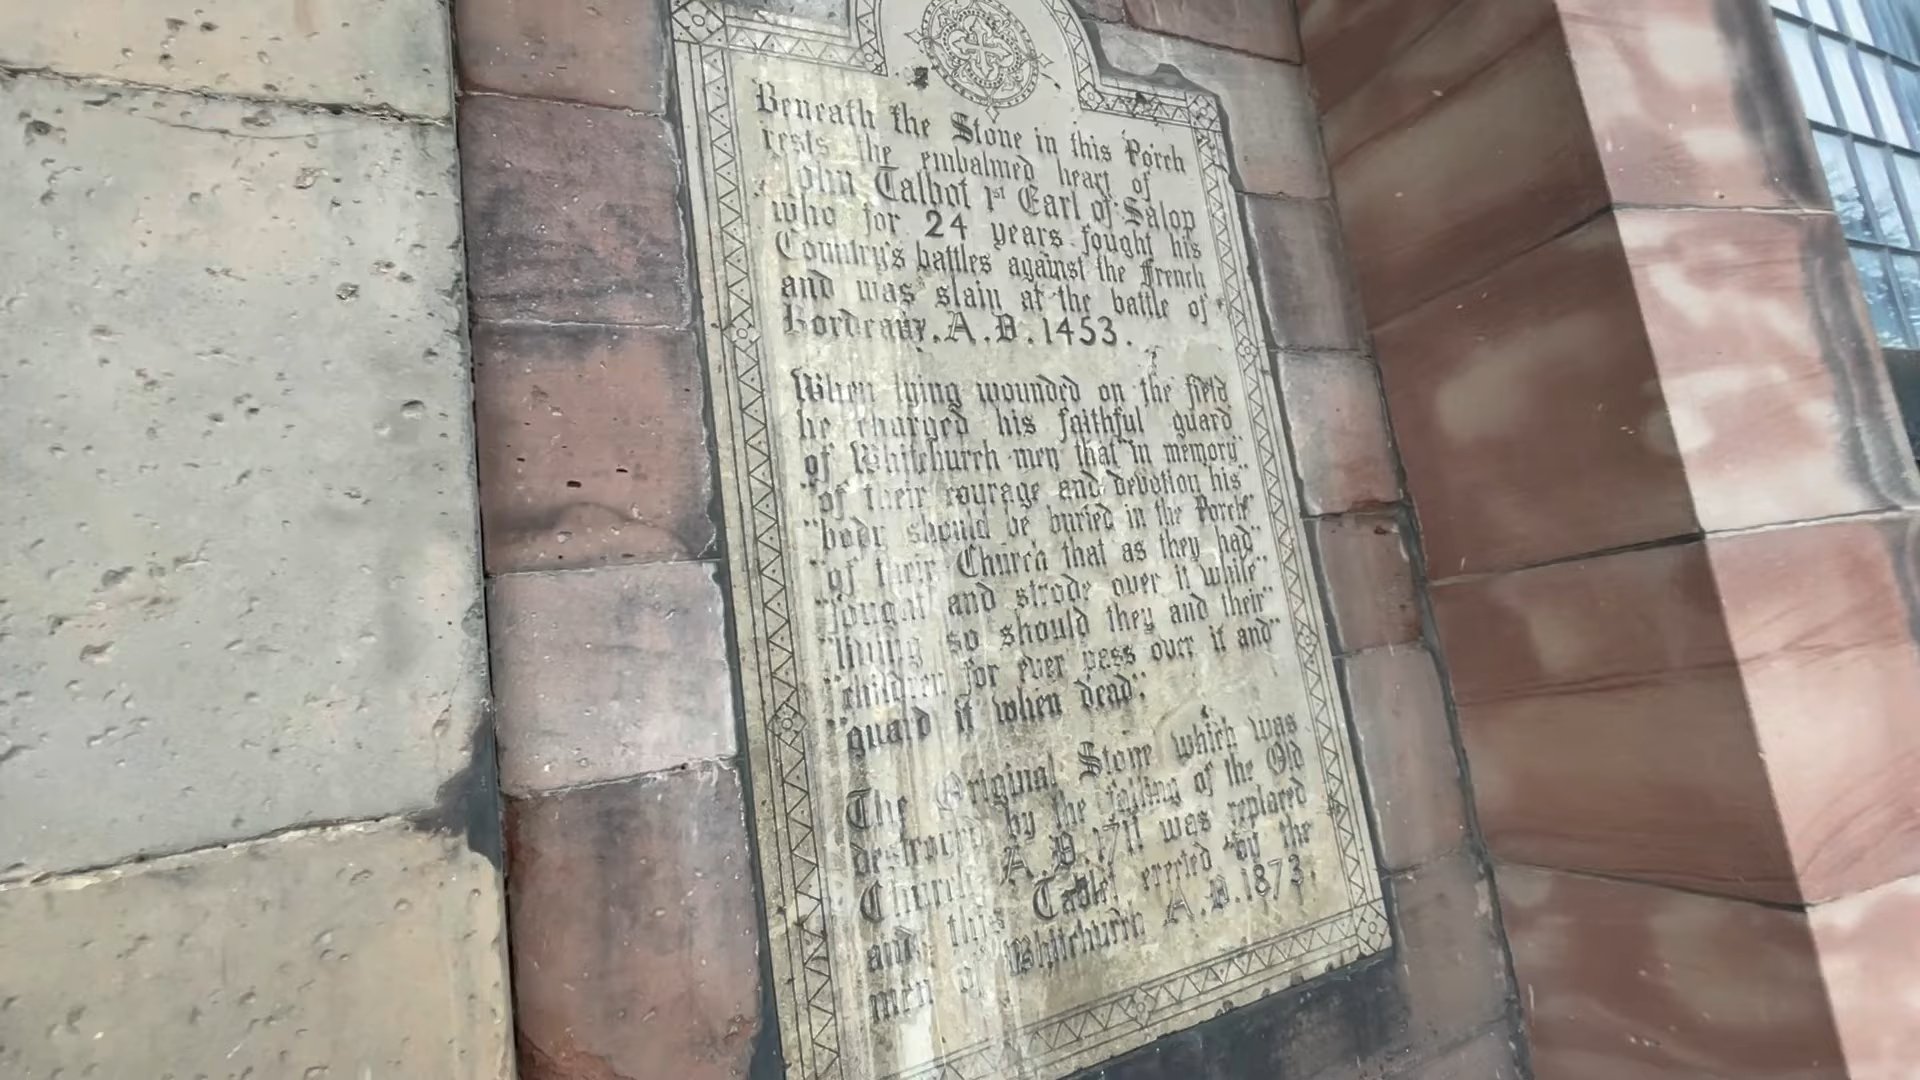 Beneath the Stone in this Porch
rests the embalmed heart of
John Talbot 1st Earl of Salop
who for 24 years fought his
Country's battles against the French
and was slain at the battle of
Bordeaux. A.D. 1453.
When lying wounded on the field
he charged his faithful guard
of Whitchurch men that "in memory"
"of their courage and devotion his"
"body should be buried in the Porch"
"of their Church that as they had"
"fought and strode over it while"
"living so should they and their"
"children for ever pass over it and"
"guard it when dead".
The Original Stone which was
destroyed by the falling of the Old
Church A.D. 1711 was replaced
and this Tablet erected by the
men of Whitchurch A.D. 1873.